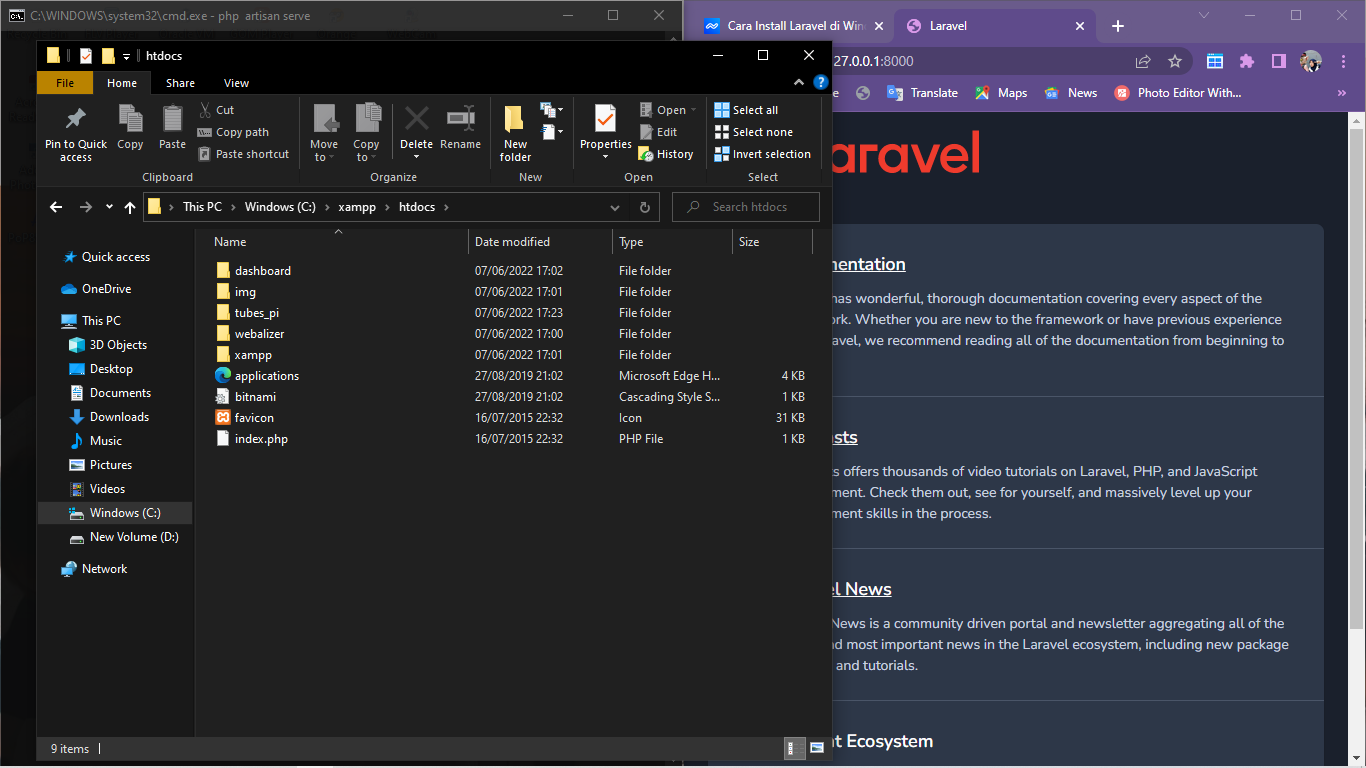 C:\WINDOWS\system32\cmd.exe - php artisan serve
Cara Install Laravel di Win
Laravel
htdocs
27.0.0.1:8000
File
Home
Share
View
Translate
Maps
News
Photo Editor With...
Pin to Quick access
Copy
Paste
Cut
Copy path
Paste shortcut
Move to
Copy to
Delete
Rename
New folder
Properties
Open
Edit
History
Select all
Select none
Invert selection
Clipboard
Organize
New
Open
Select
aravel
This PC
Windows (C:)
xampp
htdocs
Search htdocs
Name
Date modified
Type
Size
Quick access
OneDrive
This PC
3D Objects
Desktop
Documents
Downloads
Music
Pictures
Videos
Windows (C:)
New Volume (D:)
Network
dashboard 07/06/2022 17:02 File folder
img 07/06/2022 17:01 File folder
tubes_pi 07/06/2022 17:23 File folder
webalizer 07/06/2022 17:00 File folder
xampp 07/06/2022 17:01 File folder
applications 27/08/2019 21:02 Microsoft Edge H... 4 KB
bitnami 27/08/2019 21:02 Cascading Style S... 1 KB
favicon 16/07/2015 22:32 Icon 31 KB
index.php 16/07/2015 22:32 PHP File 1 KB
9 items
mentation
has wonderful, thorough documentation covering every aspect of the
ork. Whether you are new to the framework or have previous experience
avel, we recommend reading all of the documentation from beginning to
sts
s offers thousands of video tutorials on Laravel, PHP, and JavaScript
ment. Check them out, see for yourself, and massively level up your
ment skills in the process.
el News
News is a community driven portal and newsletter aggregating all of the
nd most important news in the Laravel ecosystem, including new package
and tutorials.
t Ecosystem